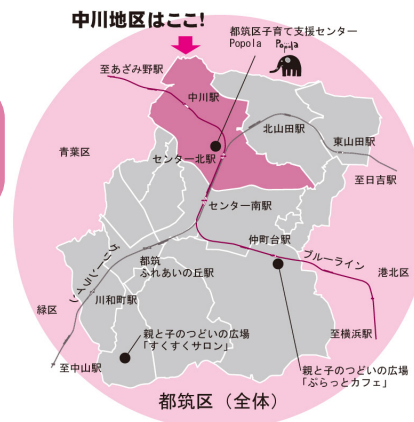 中川地区はここ!
都筑区子育て支援センター
Popola
Popola
至あざみ野駅
中川駅
北山田駅
東山田駅
青葉区
センター北駅
至日吉駅
センター南駅
仲町台駅
ブルーライン
港北区
グリーンライン
都筑
ふれあいの丘駅
緑区
川和町駅
親と子のつどいの広場
「すくすくサロン」
至横浜駅
至中山駅
親と子のつどいの広場
「ぷらっとカフェ」
都筑区（全体）